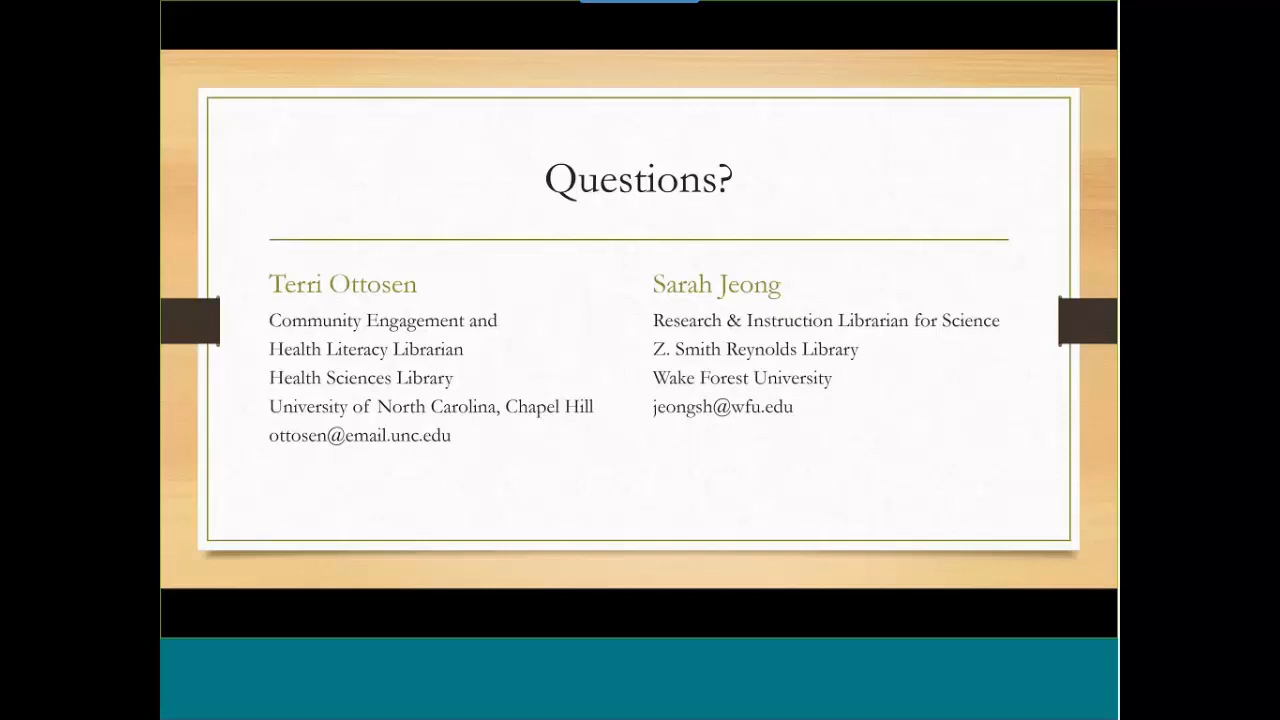 Questions?
Terri Ottosen
Community Engagement and
Health Literacy Librarian
Health Sciences Library
University of North Carolina, Chapel Hill
ottosen@email.unc.edu
Sarah Jeong
Research & Instruction Librarian for Science
Z. Smith Reynolds Library
Wake Forest University
jeongsh@wfu.edu